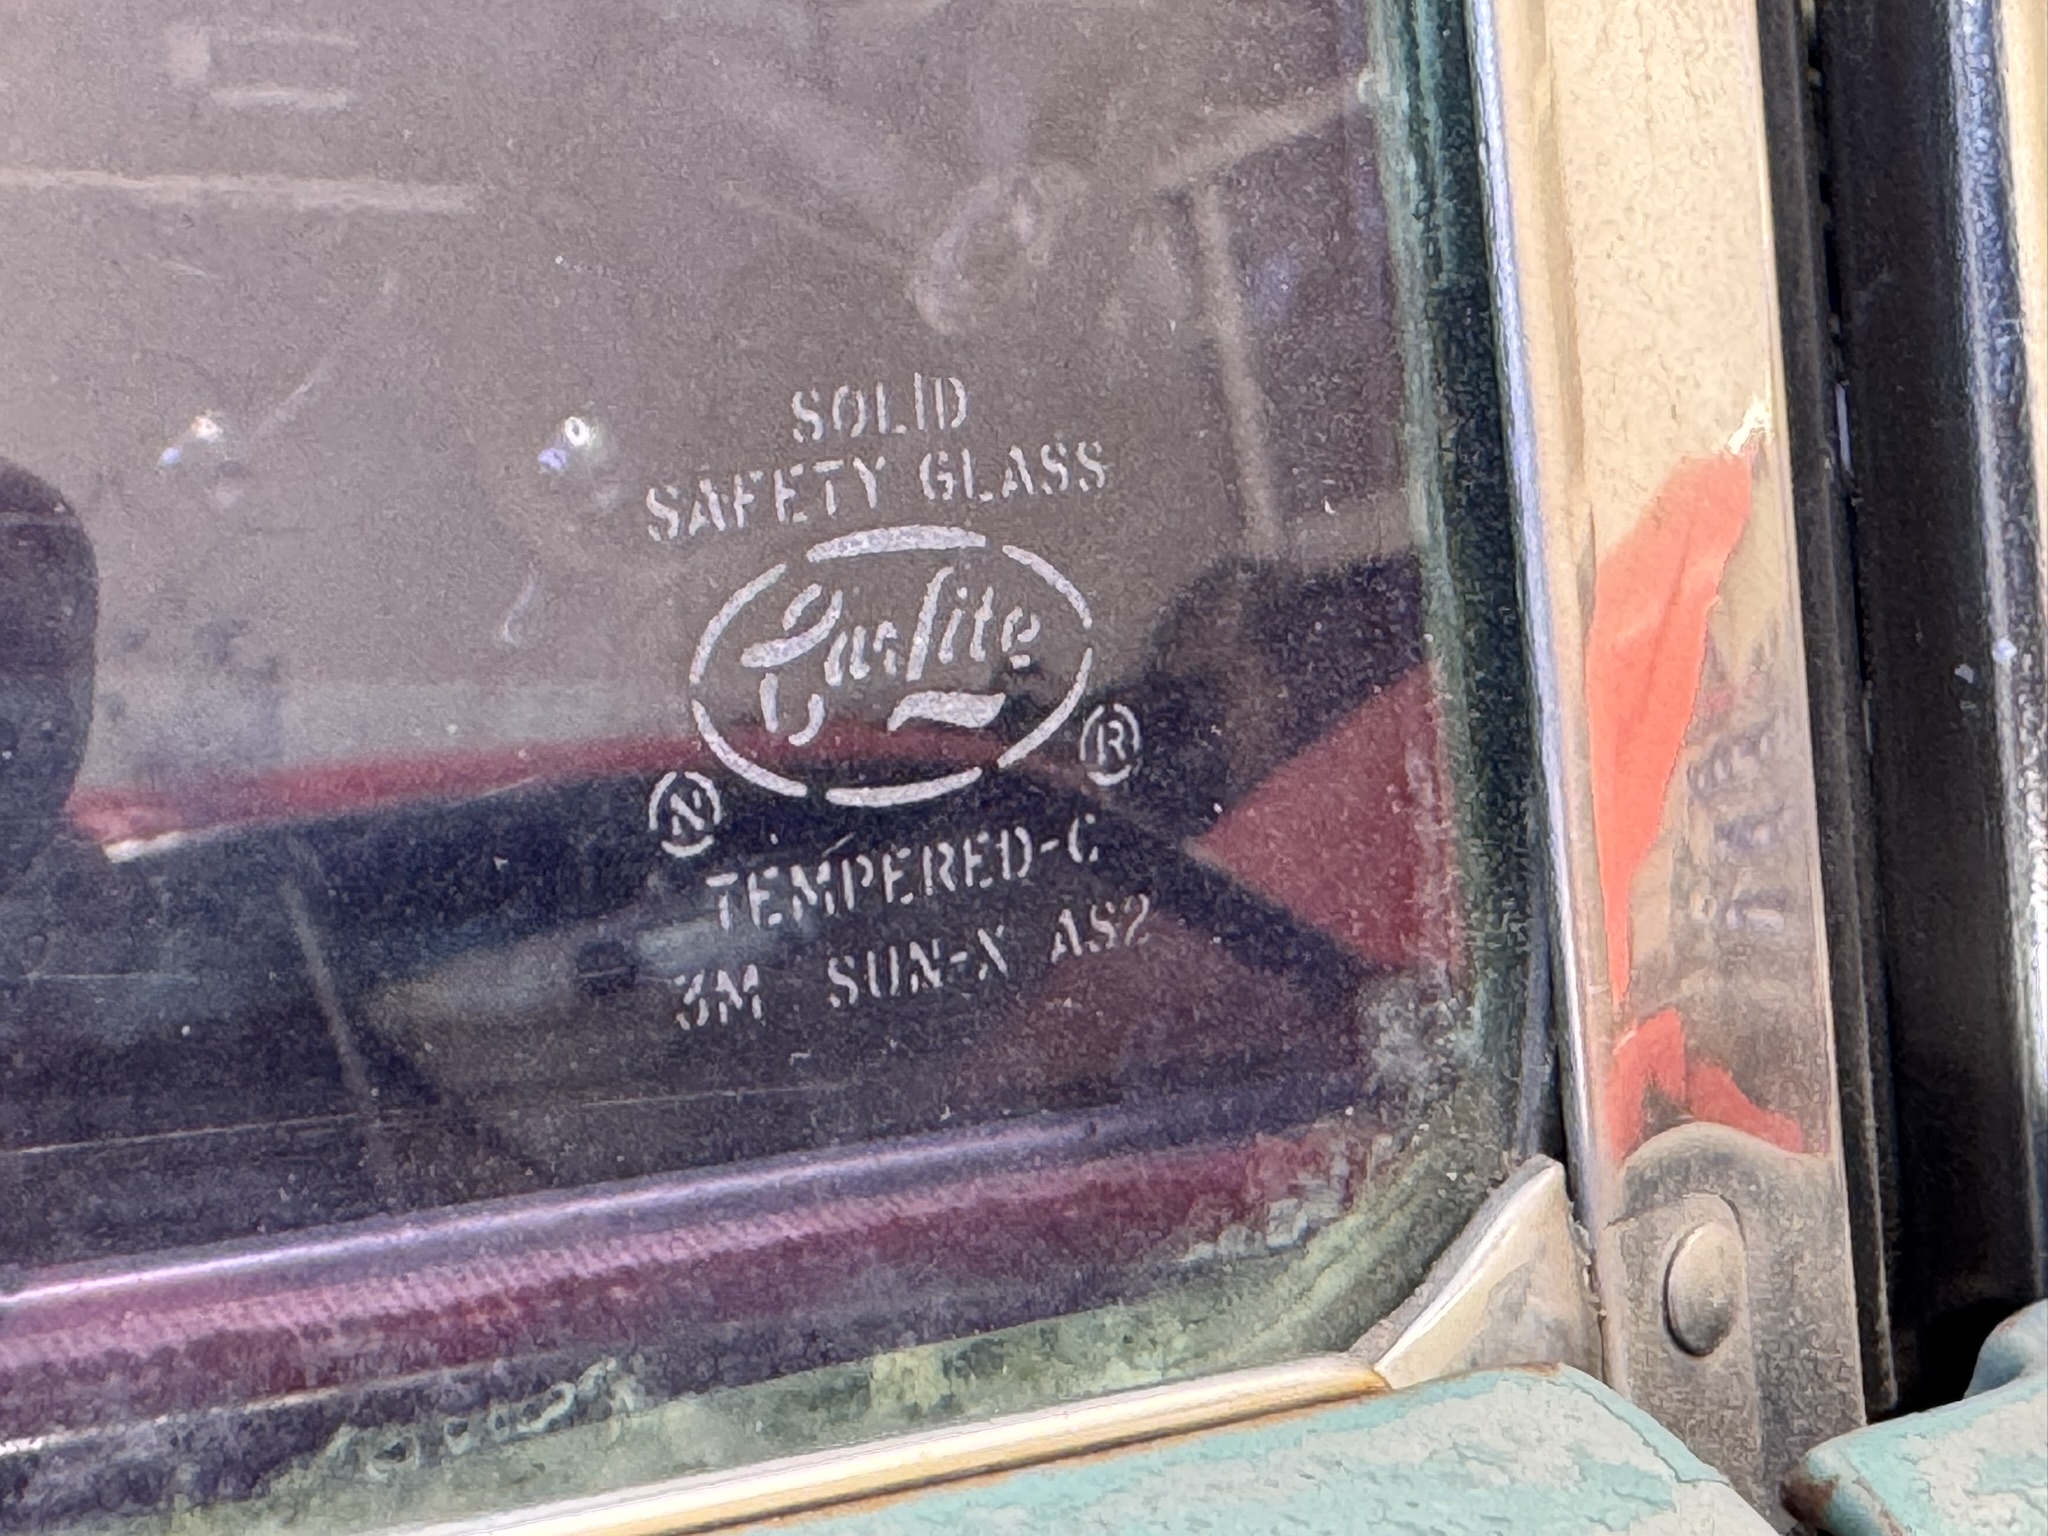 SOLID
SAFETY GLASS
CarLite
N R
TEMPERED-C
3M SUN-X AS2